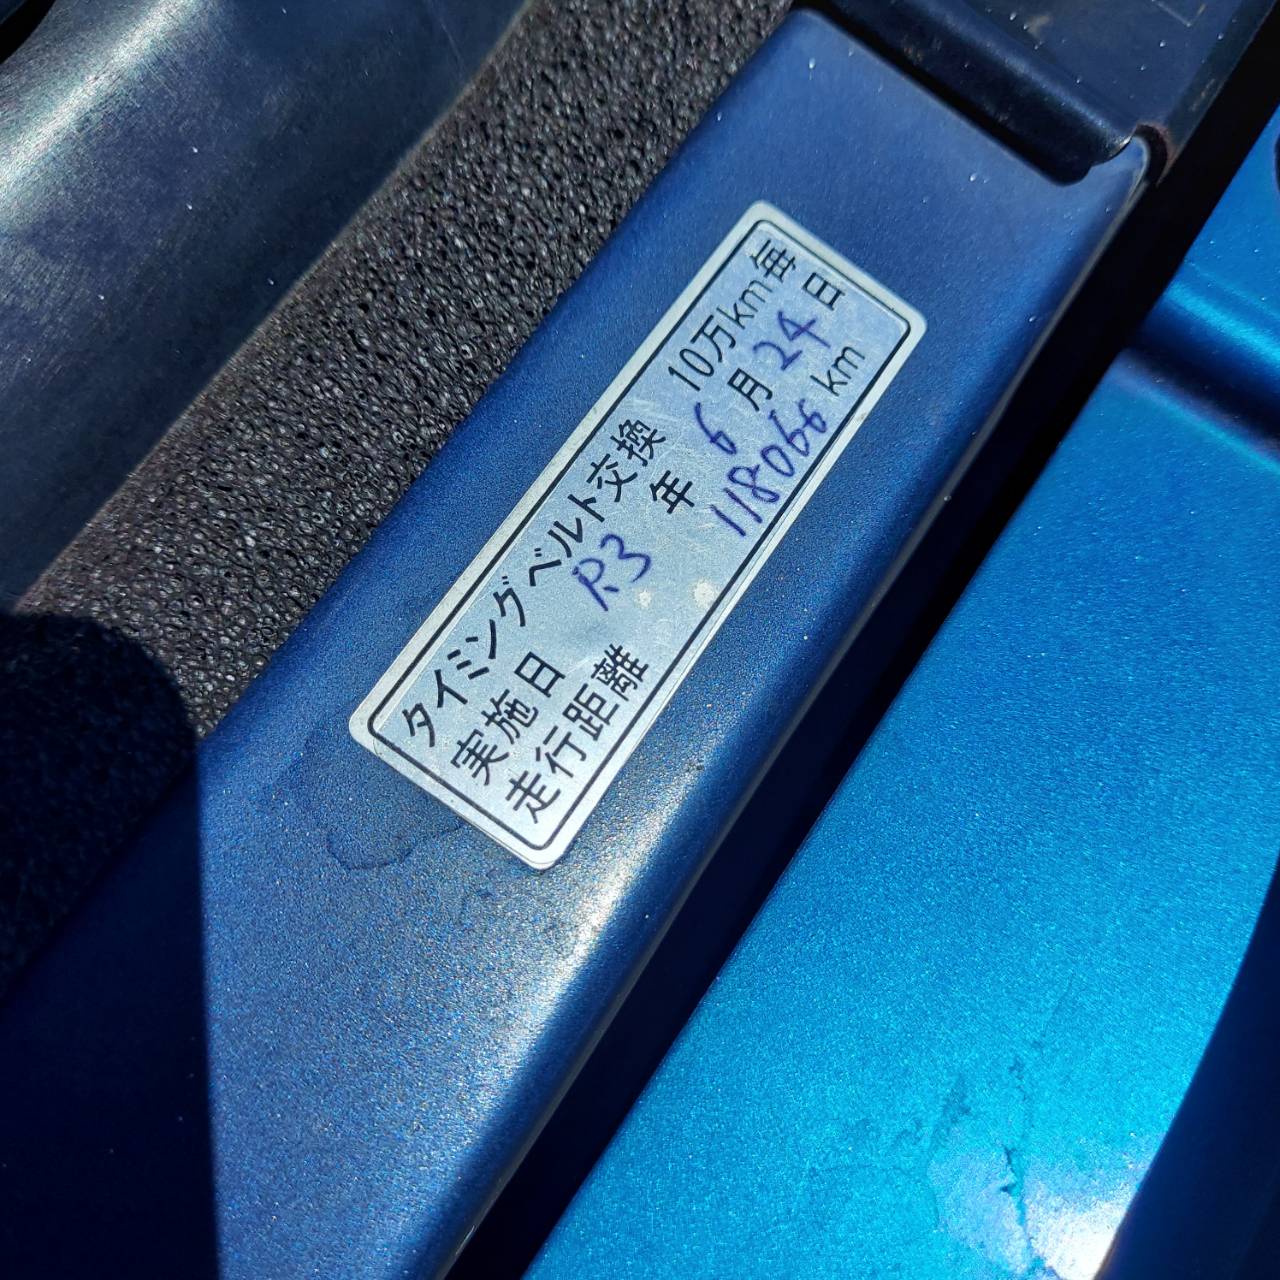 タイミングベルト交換 10万km毎
実施日 R3 年 6 月 24 日
走行距離 118066 km